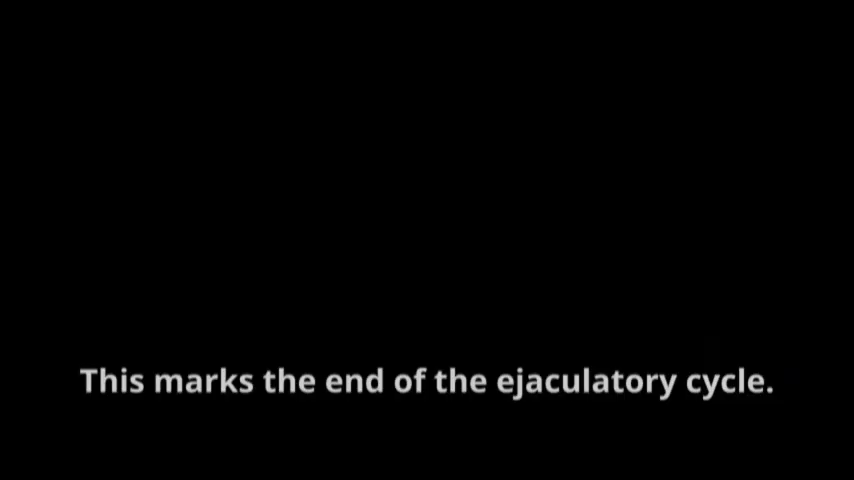 This marks the end of the ejaculatory cycle.